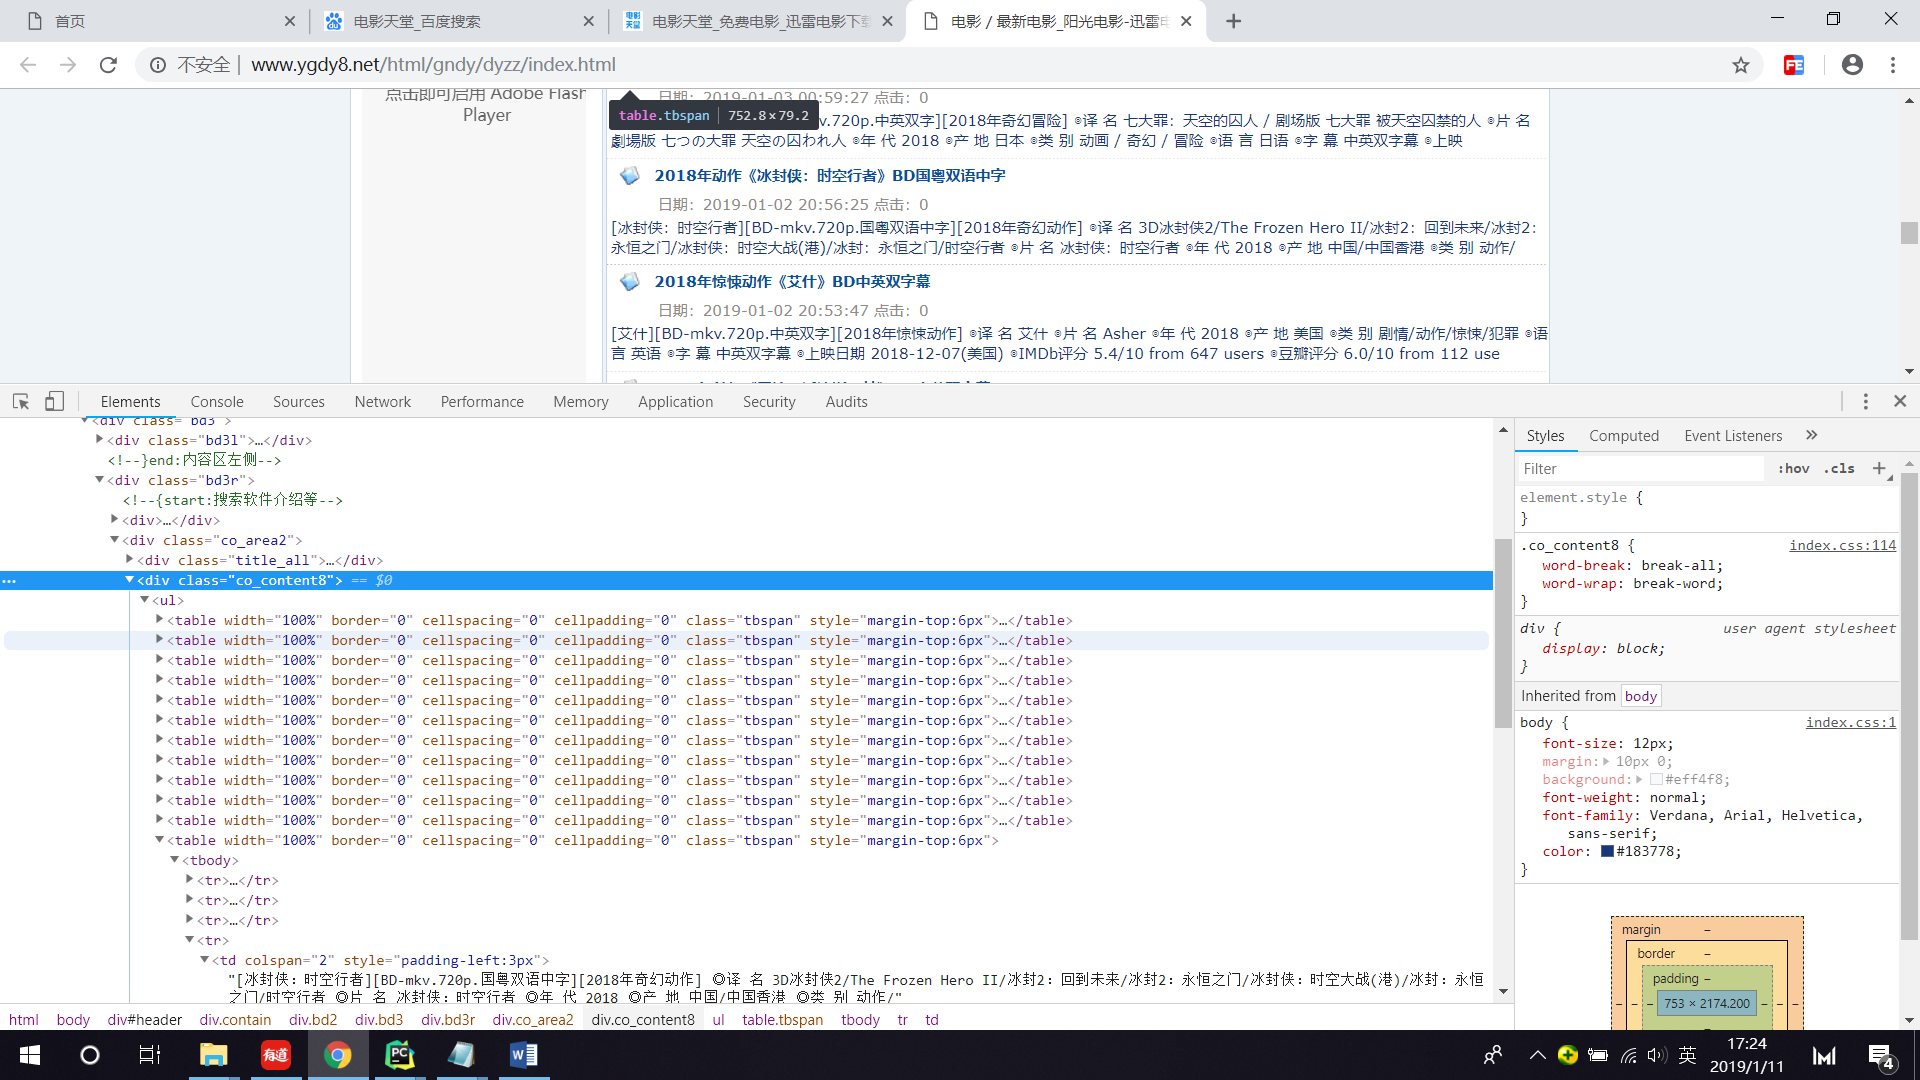 首页
电影天堂_百度搜索
电影天堂_免费电影_迅雷电影下载
电影 / 最新电影_阳光电影-迅雷电
不安全 | www.ygdy8.net/html/gndy/dyzz/index.html
点击即可启用 Adobe Flash
Player
日期：2019-01-03 00:59:27 点击：0
table.tbspan | 752.8×79.2
.720p.中英双字][2018年奇幻冒险] ◎译 名 七大罪：天空的囚人 / 剧场版 七大罪 被天空囚禁的人 ◎片 名
劇場版 七つの大罪 天空の囚われ人 ◎年 代 2018 ◎产 地 日本 ◎类 别 动画 / 奇幻 / 冒险 ◎语 言 日语 ◎字 幕 中英双字幕 ◎上映
2018年动作《冰封侠：时空行者》BD国粤双语中字
日期：2019-01-02 20:56:25 点击：0
[冰封侠：时空行者][BD-mkv.720p.国粤双语中字][2018年奇幻动作] ◎译 名 3D冰封侠2/The Frozen Hero II/冰封2：回到未来/冰封2：
永恒之门/冰封侠：时空大战(港)/冰封：永恒之门/时空行者 ◎片 名 冰封侠：时空行者 ◎年 代 2018 ◎产 地 中国/中国香港 ◎类 别 动作/
2018年惊悚动作《艾什》BD中英双字幕
日期：2019-01-02 20:53:47 点击：0
[艾什][BD-mkv.720p.中英双字][2018年惊悚动作] ◎译 名 艾什 ◎片 名 Asher ◎年 代 2018 ◎产 地 美国 ◎类 别 剧情/动作/惊悚/犯罪 ◎语
言 英语 ◎字 幕 中英双字幕 ◎上映日期 2018-12-07(美国) ◎IMDb评分 5.4/10 from 647 users ◎豆瓣评分 6.0/10 from 112 use
Elements Console Sources Network Performance Memory Application Security Audits
<div class="bd3">
<div class="bd3l">…</div>
<!--}end:内容区左侧-->
<div class="bd3r">
<!--{start:搜索软件介绍等-->
<div>…</div>
<div class="co_area2">
<div class="title_all">…</div>
<div class="co_content8"> == $0
<ul>
<table width="100%" border="0" cellspacing="0" cellpadding="0" class="tbspan" style="margin-top:6px">…</table>
<table width="100%" border="0" cellspacing="0" cellpadding="0" class="tbspan" style="margin-top:6px">…</table>
<table width="100%" border="0" cellspacing="0" cellpadding="0" class="tbspan" style="margin-top:6px">…</table>
<table width="100%" border="0" cellspacing="0" cellpadding="0" class="tbspan" style="margin-top:6px">…</table>
<table width="100%" border="0" cellspacing="0" cellpadding="0" class="tbspan" style="margin-top:6px">…</table>
<table width="100%" border="0" cellspacing="0" cellpadding="0" class="tbspan" style="margin-top:6px">…</table>
<table width="100%" border="0" cellspacing="0" cellpadding="0" class="tbspan" style="margin-top:6px">…</table>
<table width="100%" border="0" cellspacing="0" cellpadding="0" class="tbspan" style="margin-top:6px">…</table>
<table width="100%" border="0" cellspacing="0" cellpadding="0" class="tbspan" style="margin-top:6px">…</table>
<table width="100%" border="0" cellspacing="0" cellpadding="0" class="tbspan" style="margin-top:6px">…</table>
<table width="100%" border="0" cellspacing="0" cellpadding="0" class="tbspan" style="margin-top:6px">…</table>
<table width="100%" border="0" cellspacing="0" cellpadding="0" class="tbspan" style="margin-top:6px">
<tbody>
<tr>…</tr>
<tr>…</tr>
<tr>…</tr>
<tr>
<td colspan="2" style="padding-left:3px">
"[冰封侠：时空行者][BD-mkv.720p.国粤双语中字][2018年奇幻动作] ◎译 名 3D冰封侠2/The Frozen Hero II/冰封2：回到未来/冰封2：永恒之门/冰封侠：时空大战(港)/冰封：永恒
之门/时空行者 ◎片 名 冰封侠：时空行者 ◎年 代 2018 ◎产 地 中国/中国香港 ◎类 别 动作/"
html body div#header div.contain div.bd2 div.bd3 div.bd3r div.co_area2 div.co_content8 ul table.tbspan tbody tr td
Styles Computed Event Listeners »
Filter :hov .cls +
element.style {
}
.co_content8 { index.css:114
word-break: break-all;
word-wrap: break-word;
}
div { user agent stylesheet
display: block;
}
Inherited from body
body { index.css:1
font-size: 12px;
margin: 10px 0;
background: #eff4f8;
font-weight: normal;
font-family: Verdana, Arial, Helvetica,
sans-serif;
color: #183778;
}
margin –
border –
padding –
– – – 753 × 2174.200 – – –
有道
PC
英
17:24
2019/1/11
4